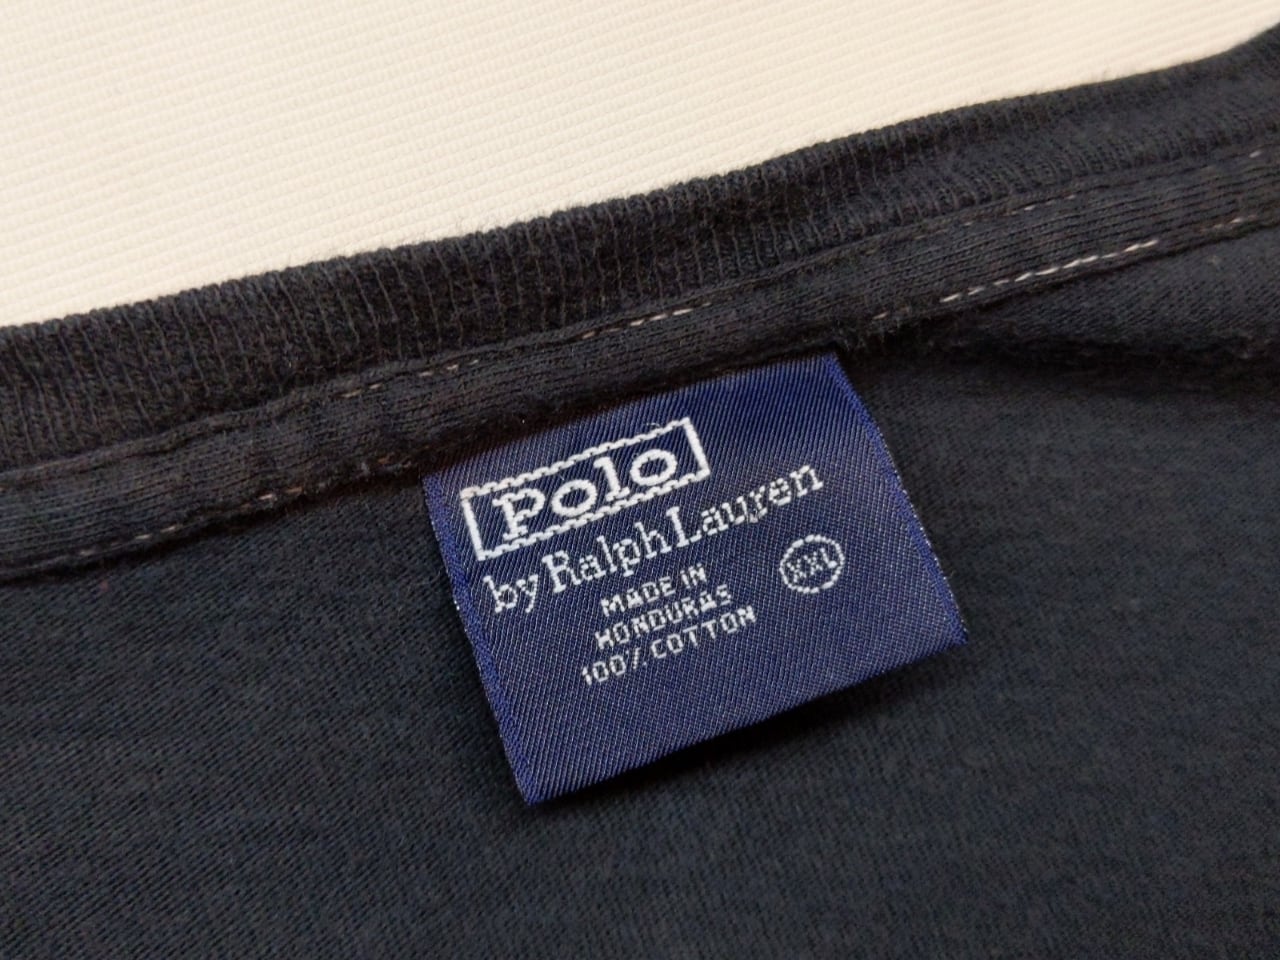 Polo
by Ralph Lauren
XXL
MADE IN
HONDURAS
100% COTTON